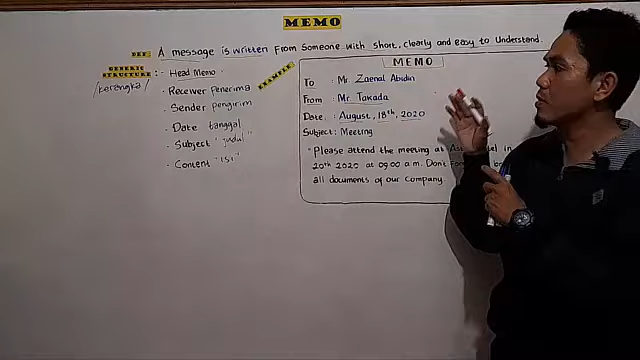 MEMO
DEF A message is written From Someone with short, clearly and easy to Understand.
GENERIC STRUCTURE: - Head Memo
/kerangka/
- Receiver penerima
- Sender pengirim
- Date tanggal
- Subject "judul"
- Content "isi"
EXAMPLE
MEMO
To : Mr. Zaenal Abidin
From : Mr. Takada
Date : August, 18th, 2020
Subject: Meeting
"Please attend the meeting at in
20th 2020 at 09.00 a.m. Dont
all documents of our company.